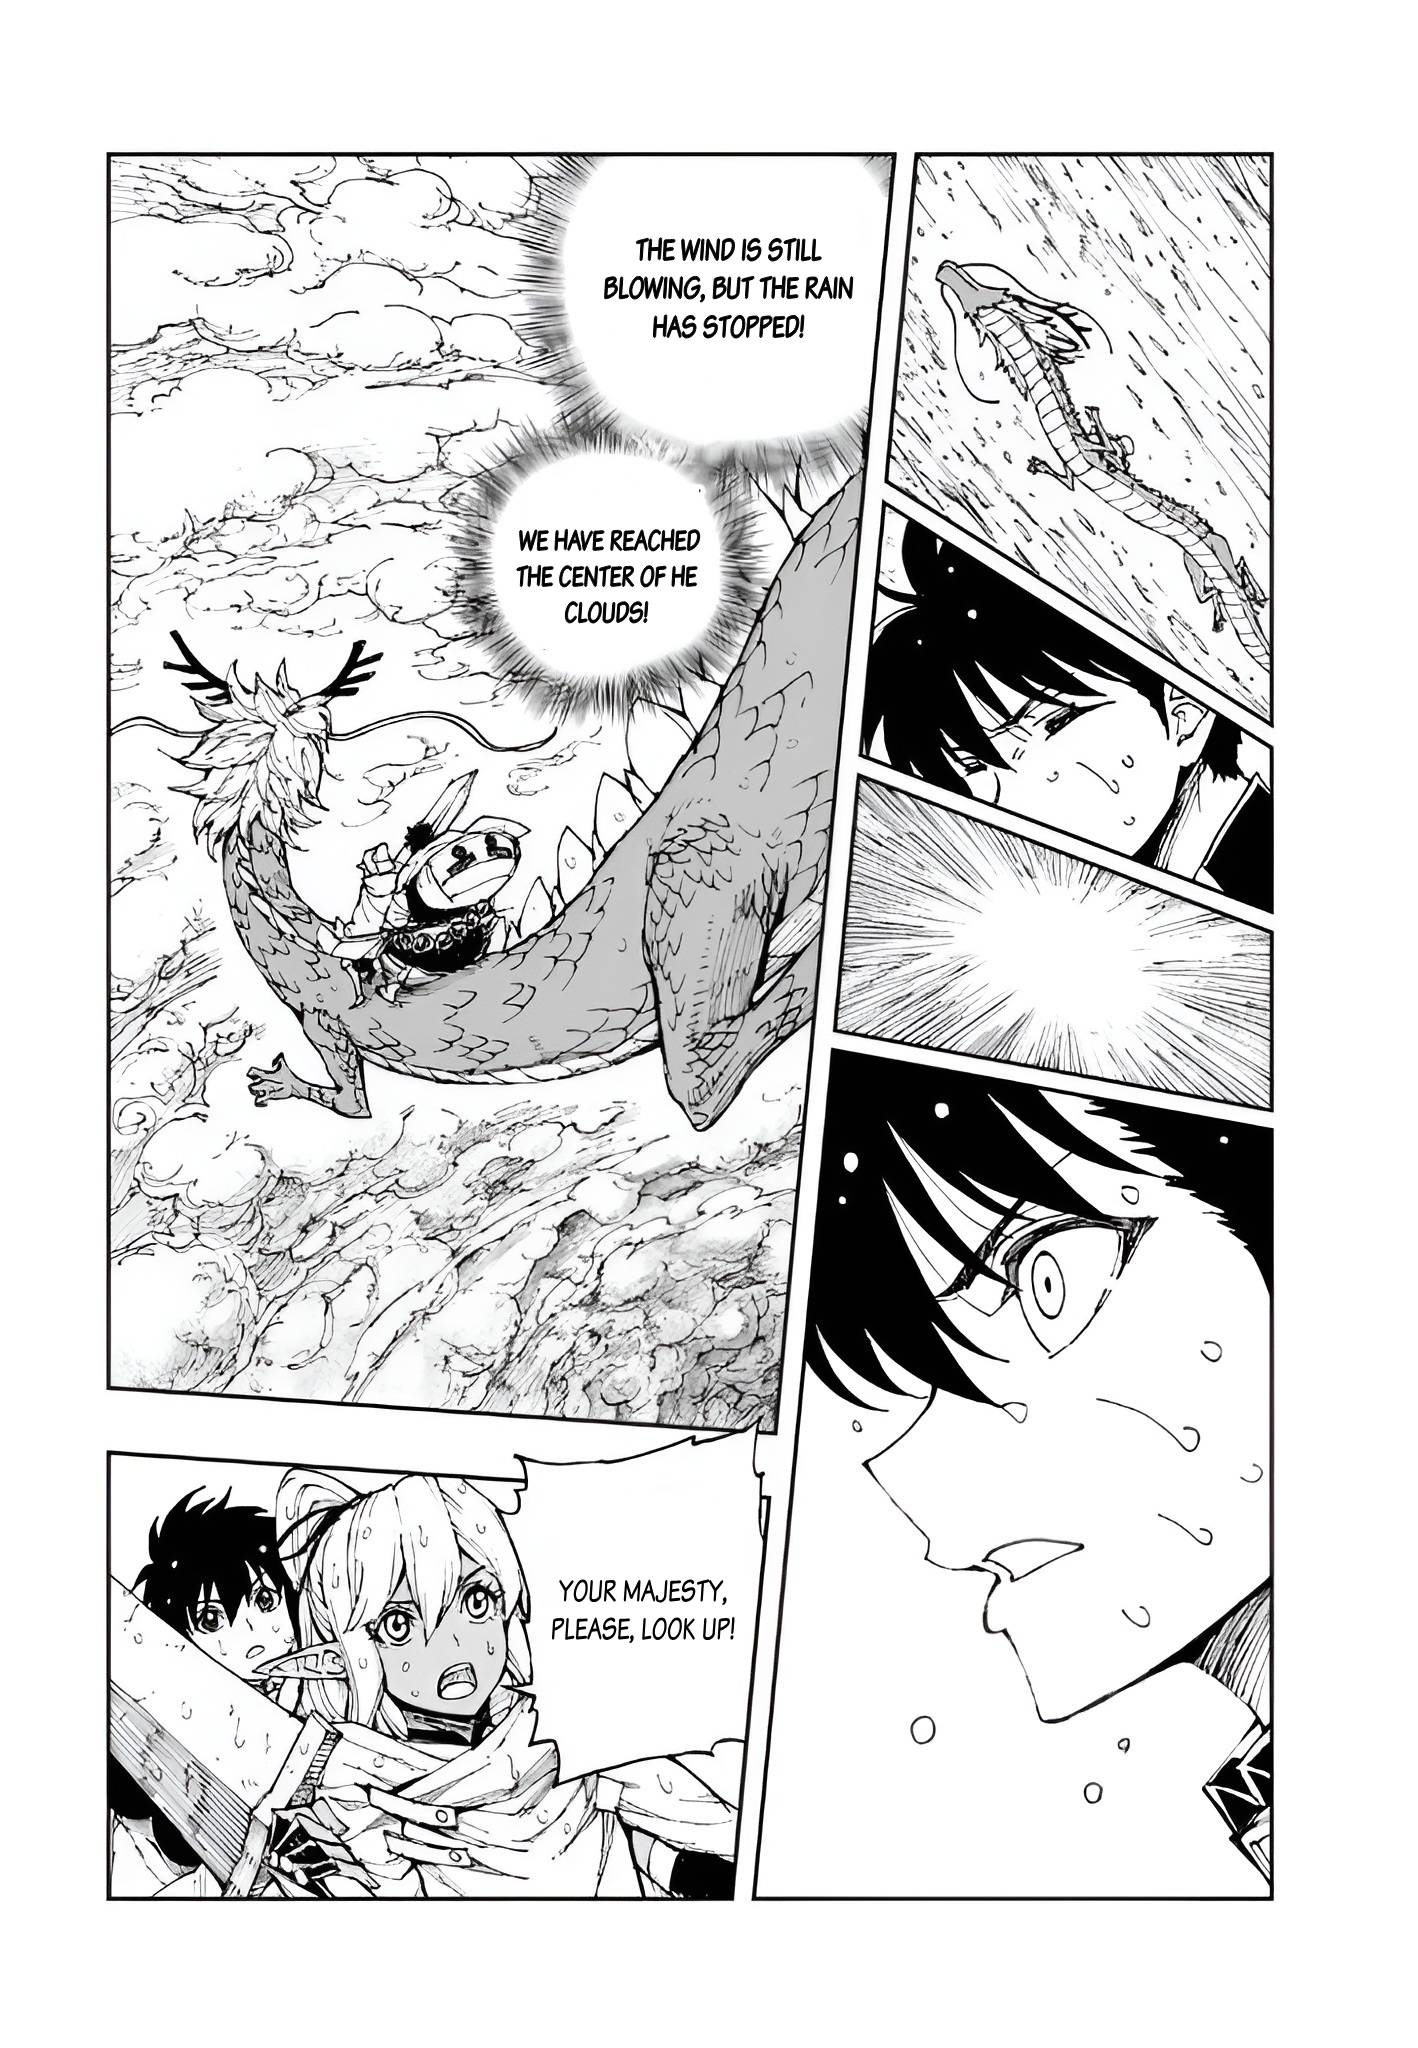 THE WIND IS STILL
BLOWING, BUT THE RAIN
HAS STOPPED!
WE HAVE REACHED
THE CENTER OF HE
CLOUDS!
YOUR MAJESTY,
PLEASE, LOOK UP!